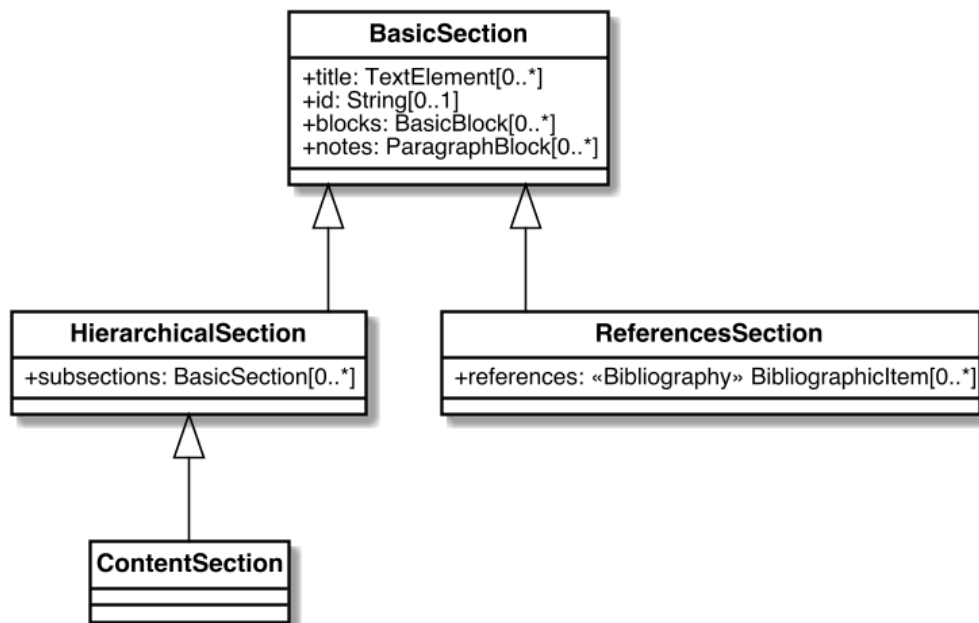 BasicSection
+title: TextElement[0..*]
+id: String[0..1]
+blocks: BasicBlock[0..*]
+notes: ParagraphBlock[0..*]
HierarchicalSection
+subsections: BasicSection[0..*]
ReferencesSection
+references: «Bibliography» BibliographicItem[0..*]
ContentSection